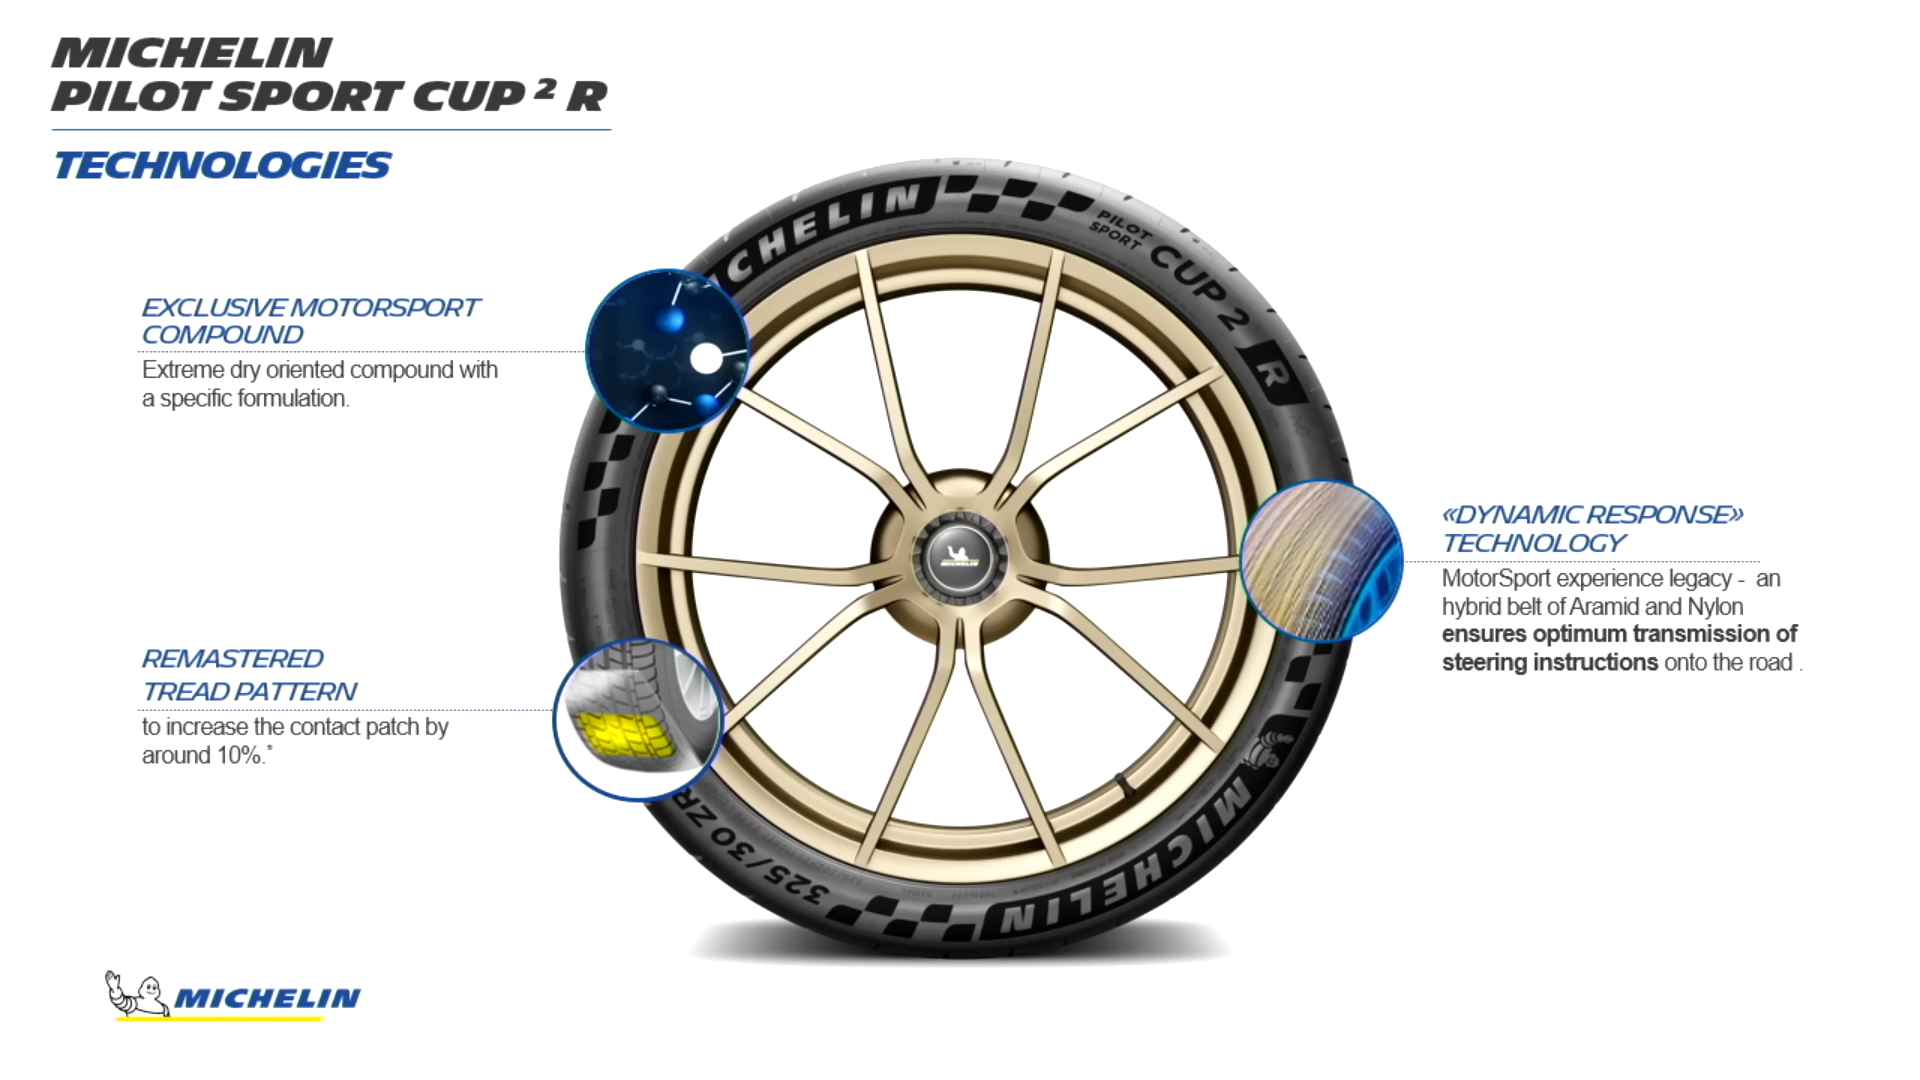 MICHELIN
PILOT SPORT CUP 2 R
TECHNOLOGIES
EXCLUSIVE MOTORSPORT
COMPOUND
Extreme dry oriented compound with
a specific formulation.
REMASTERED
TREAD PATTERN
to increase the contact patch by
around 10%.*
«DYNAMIC RESPONSE»
TECHNOLOGY
MotorSport experience legacy - an
hybrid belt of Aramid and Nylon
ensures optimum transmission of
steering instructions onto the road .
ICHELIN
PILOT
SPORT
CUP 2
R
MICHELIN
MICHELIN
325/30 ZR
MICHELIN